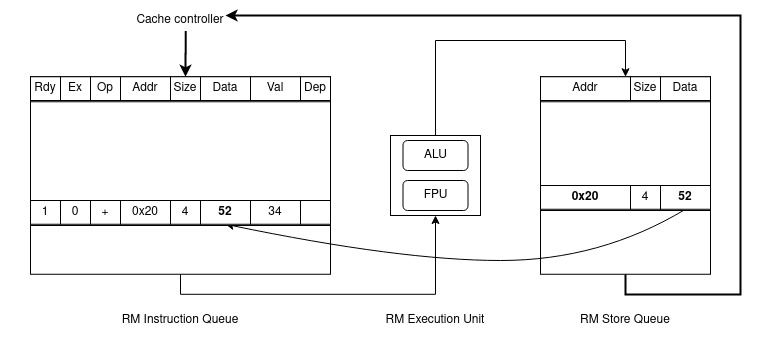 Cache controller
Rdy Ex Op Addr Size Data Val Dep
1 0 + 0x20 4 52 34
RM Instruction Queue
ALU
FPU
RM Execution Unit
Addr Size Data
0x20 4 52
RM Store Queue